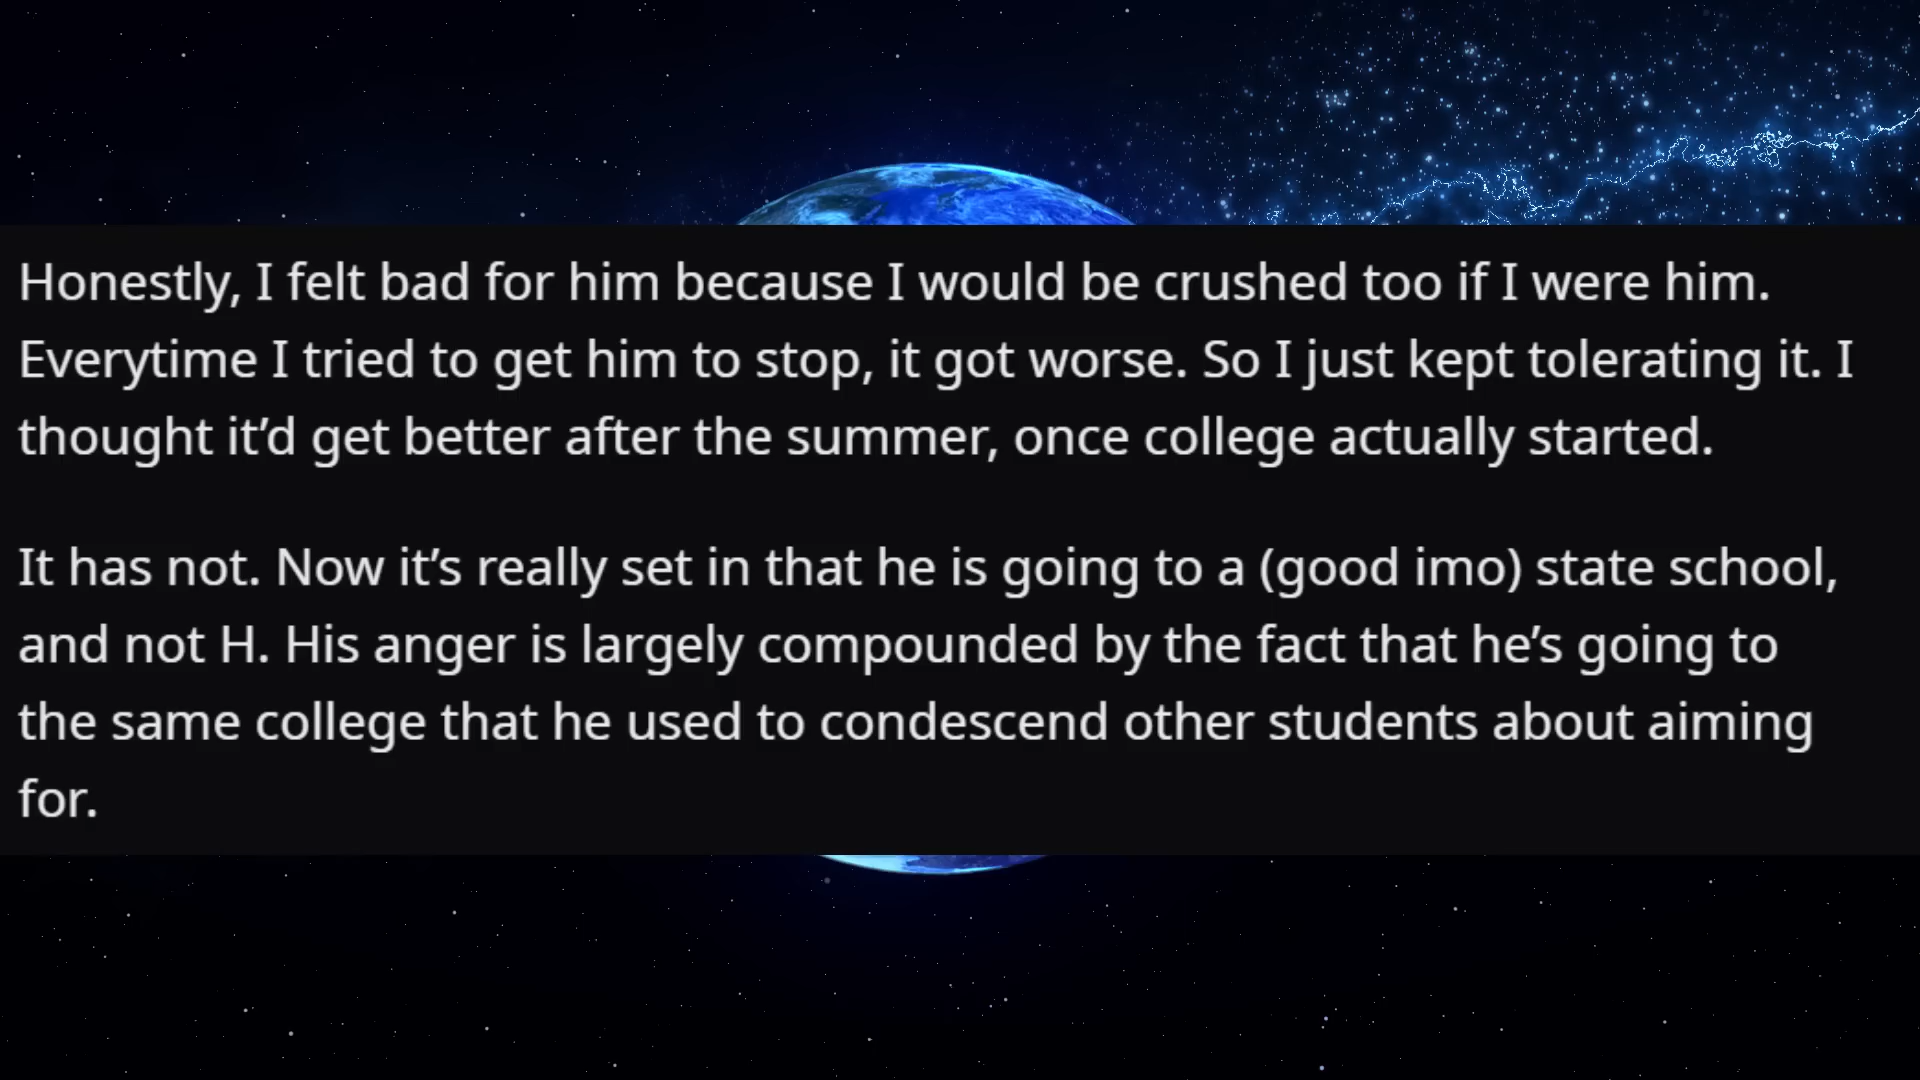 Honestly, I felt bad for him because I would be crushed too if I were him.
Everytime I tried to get him to stop, it got worse. So I just kept tolerating it. I
thought it’d get better after the summer, once college actually started.
It has not. Now it’s really set in that he is going to a (good imo) state school,
and not H. His anger is largely compounded by the fact that he’s going to
the same college that he used to condescend other students about aiming
for.